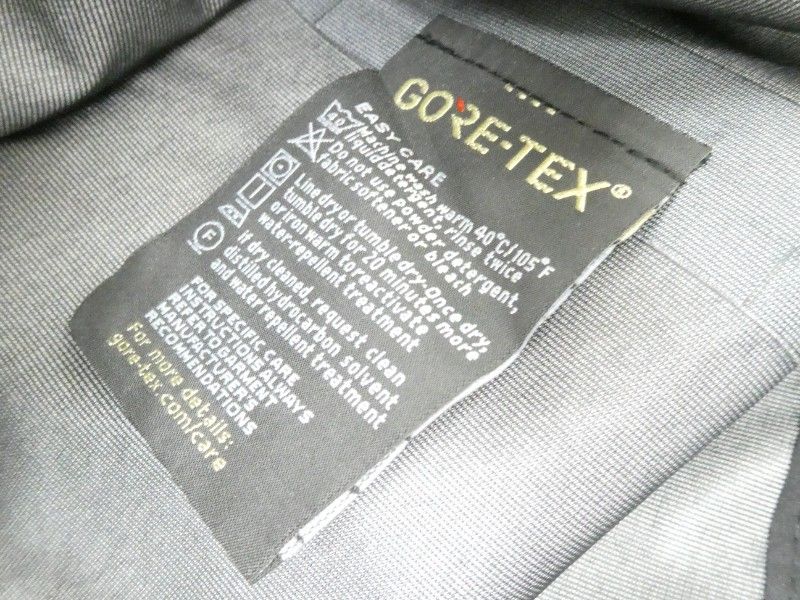 GORE-TEX®
EASY CARE
Machine wash warm 40°C/105°F
liquid detergent, rinse twice
Do not use powder detergent,
fabric softener or bleach
Line dry or tumble dry. Once dry,
tumble dry for 20 minutes more
or iron warm to reactivate
water-repellent treatment
If dry cleaned, request clean
distilled hydrocarbon solvent
and water repellent treatment
FOR SPECIFIC CARE
INSTRUCTIONS ALWAYS
REFER TO GARMENT
MANUFACTURER'S
RECOMMENDATIONS
For more details:
gore-tex.com/care